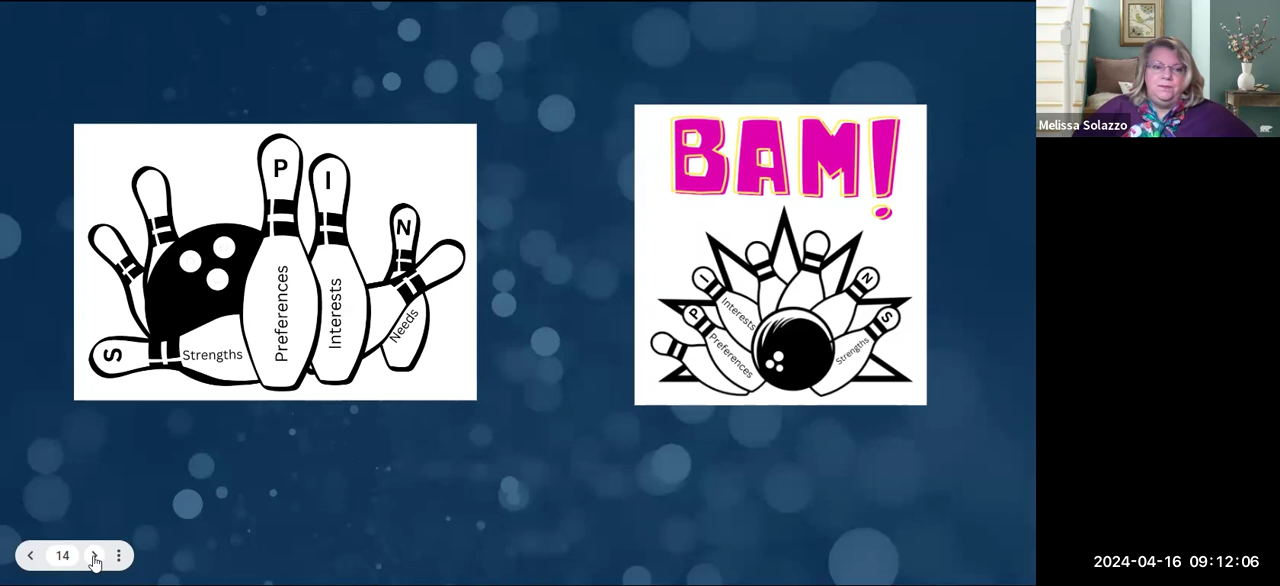 P
I
N
S
Strengths
Preferences
Interests
Needs
BAM!
I
N
P
S
Interests
Preferences
Strengths
Melissa Solazzo
14
2024-04-16 09:12:06